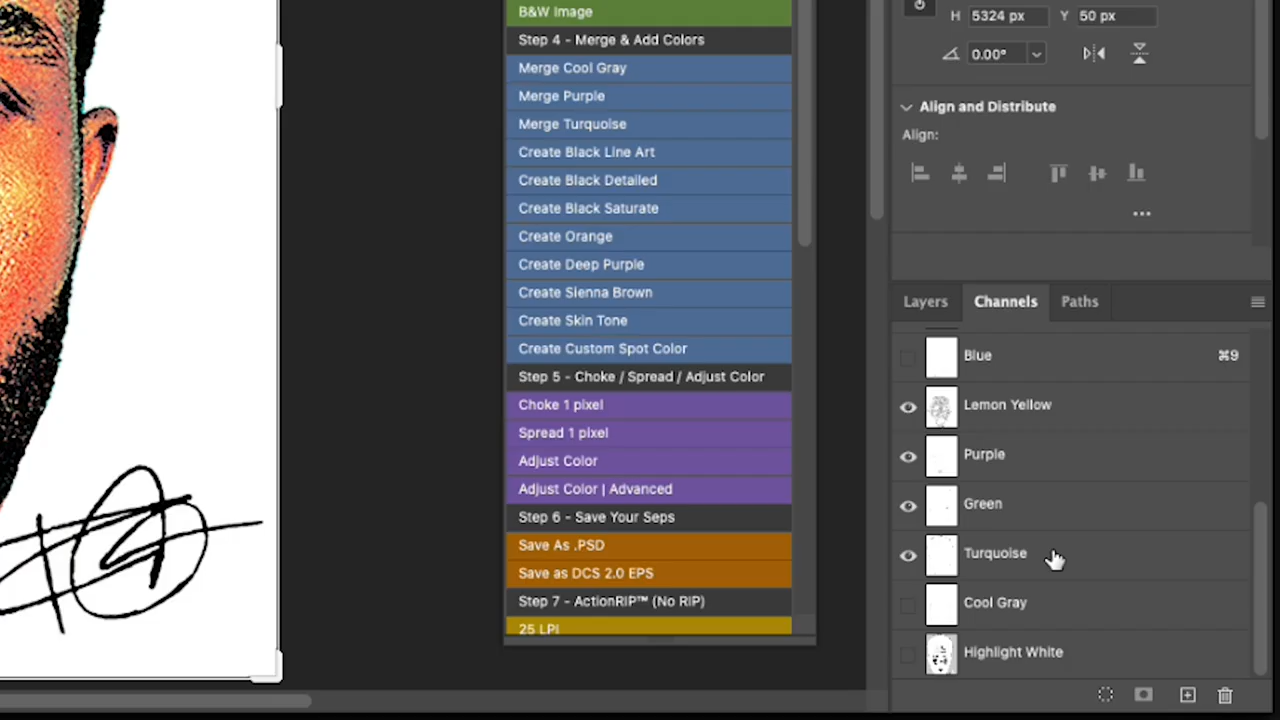 B&W Image
Step 4 - Merge & Add Colors
Merge Cool Gray
Merge Purple
Merge Turquoise
Create Black Line Art
Create Black Detailed
Create Black Saturate
Create Orange
Create Deep Purple
Create Sienna Brown
Create Skin Tone
Create Custom Spot Color
Step 5 - Choke / Spread / Adjust Color
Choke 1 pixel
Spread 1 pixel
Adjust Color
Adjust Color | Advanced
Step 6 - Save Your Seps
Save As .PSD
Save as DCS 2.0 EPS
Step 7 - ActionRIP™ (No RIP)
25 LPI
H 5324 px Y 50 px
0.00°
Align and Distribute
Align:
Layers Channels Paths
Blue ⌘9
Lemon Yellow
Purple
Green
Turquoise
Cool Gray
Highlight White